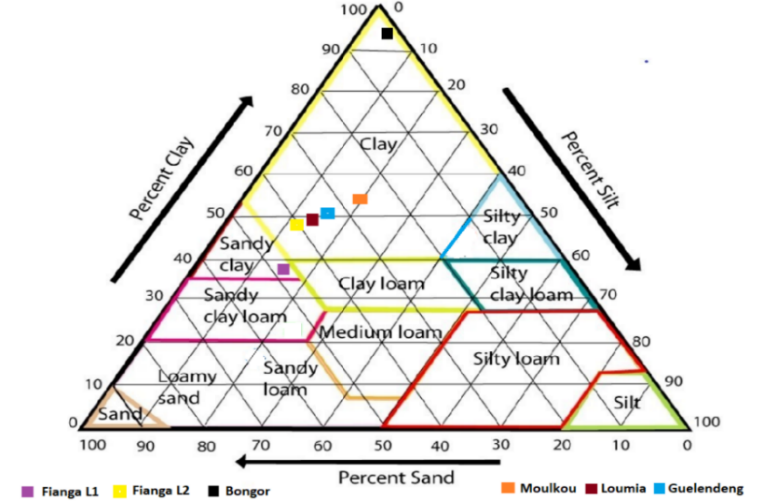 100 0
90 10
80 20
70 30
Clay
60 40
50 50
Percent Clay
Percent Silt
Silty
clay
Sandy
clay
40 60
Silty
clay loam
Clay loam
30 70
Sandy
clay loam
Medium loam
20 80
Silty loam
Sandy
loam
Loamy
sand
10 90
Sand
Silt
0 100
100 90 80 70 60 50 40 30 20 10 0
Percent Sand
Fianga L1 Fianga L2 Bongor Moulkou Loumia Guelendeng